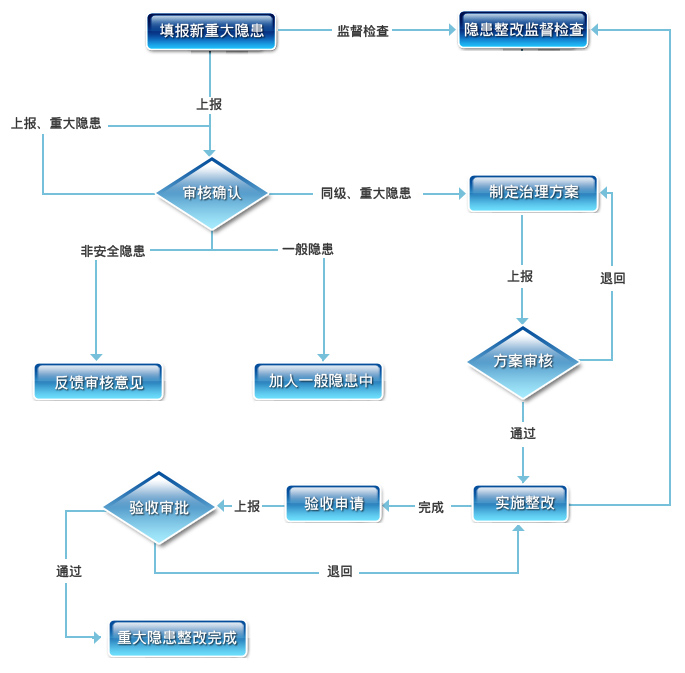 填报新重大隐患
监督检查
隐患整改监督检查
上报
上报、重大隐患
审核确认
同级、重大隐患
制定治理方案
非安全隐患
一般隐患
上报
退回
反馈审核意见
加入一般隐患中
方案审核
通过
验收审批
上报
验收申请
完成
实施整改
通过
退回
重大隐患整改完成